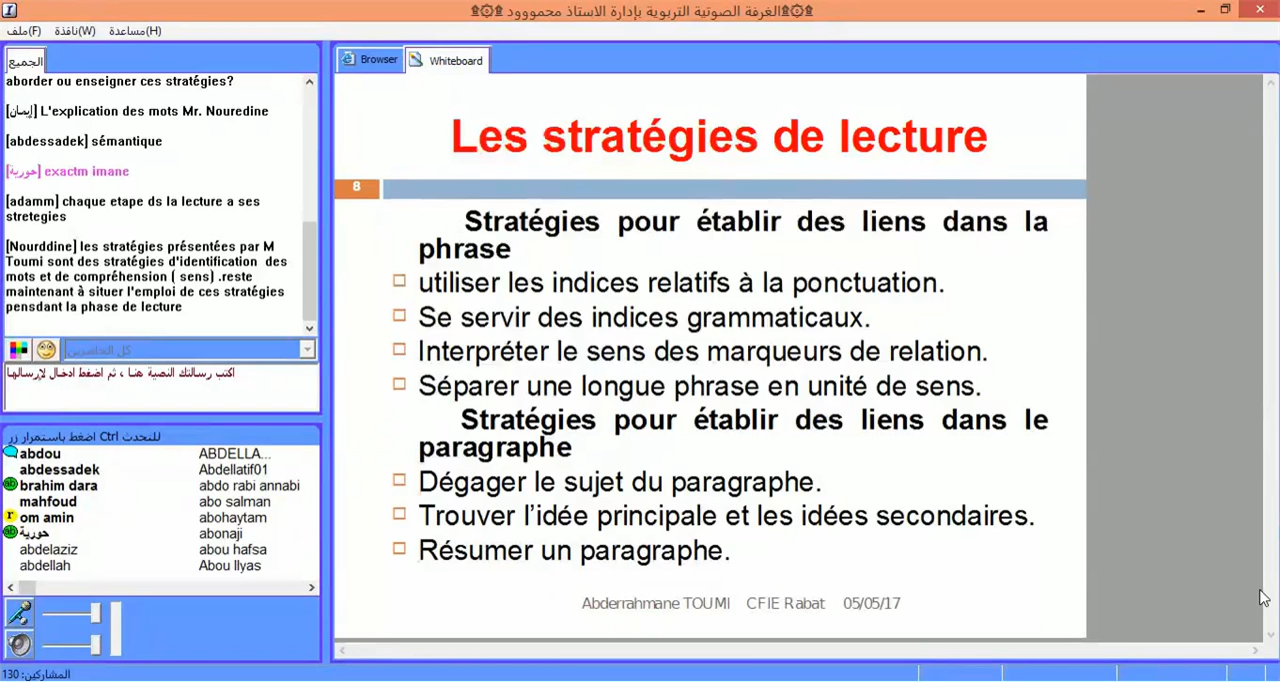 ۩۞۩الغرفة الصوتية التربوية بإدارة الاستاذ محمووود۩۞۩
ملف(F) نافذة(W) مساعدة(H)
الجميع
aborder ou enseigner ces stratégies?
[إيمان] L'explication des mots Mr. Nouredine
[abdessadek] sémantique
[حورية] exactm imane
[adamm] chaque etape ds la lecture a ses
stretegies
[Nourddine] les stratégies présentées par M
Toumi sont des stratégies d'identification des
mots et de compréhension ( sens) .reste
maintenant à situer l'emploi de ces stratégies
pensdant la phase de lecture
كل الحاضرين
اكتب رسالتك النصية هنا ، ثم اضغط ادخال لإرسالها
للتحدث Ctrl اضغط باستمرار زر
abdou ABDELLA...
abdessadek Abdellatif01
brahim dara abdo rabi annabi
mahfoud abo salman
om amin abohaytam
حورية abonaji
abdelaziz abou hafsa
abdellah Abou Ilyas
المشاركين: 130
Browser Whiteboard
Les stratégies de lecture
8
Stratégies pour établir des liens dans la
phrase
utiliser les indices relatifs à la ponctuation.
Se servir des indices grammaticaux.
Interpréter le sens des marqueurs de relation.
Séparer une longue phrase en unité de sens.
Stratégies pour établir des liens dans le
paragraphe
Dégager le sujet du paragraphe.
Trouver l’idée principale et les idées secondaires.
Résumer un paragraphe.
Abderrahmane TOUMI CFIE Rabat 05/05/17